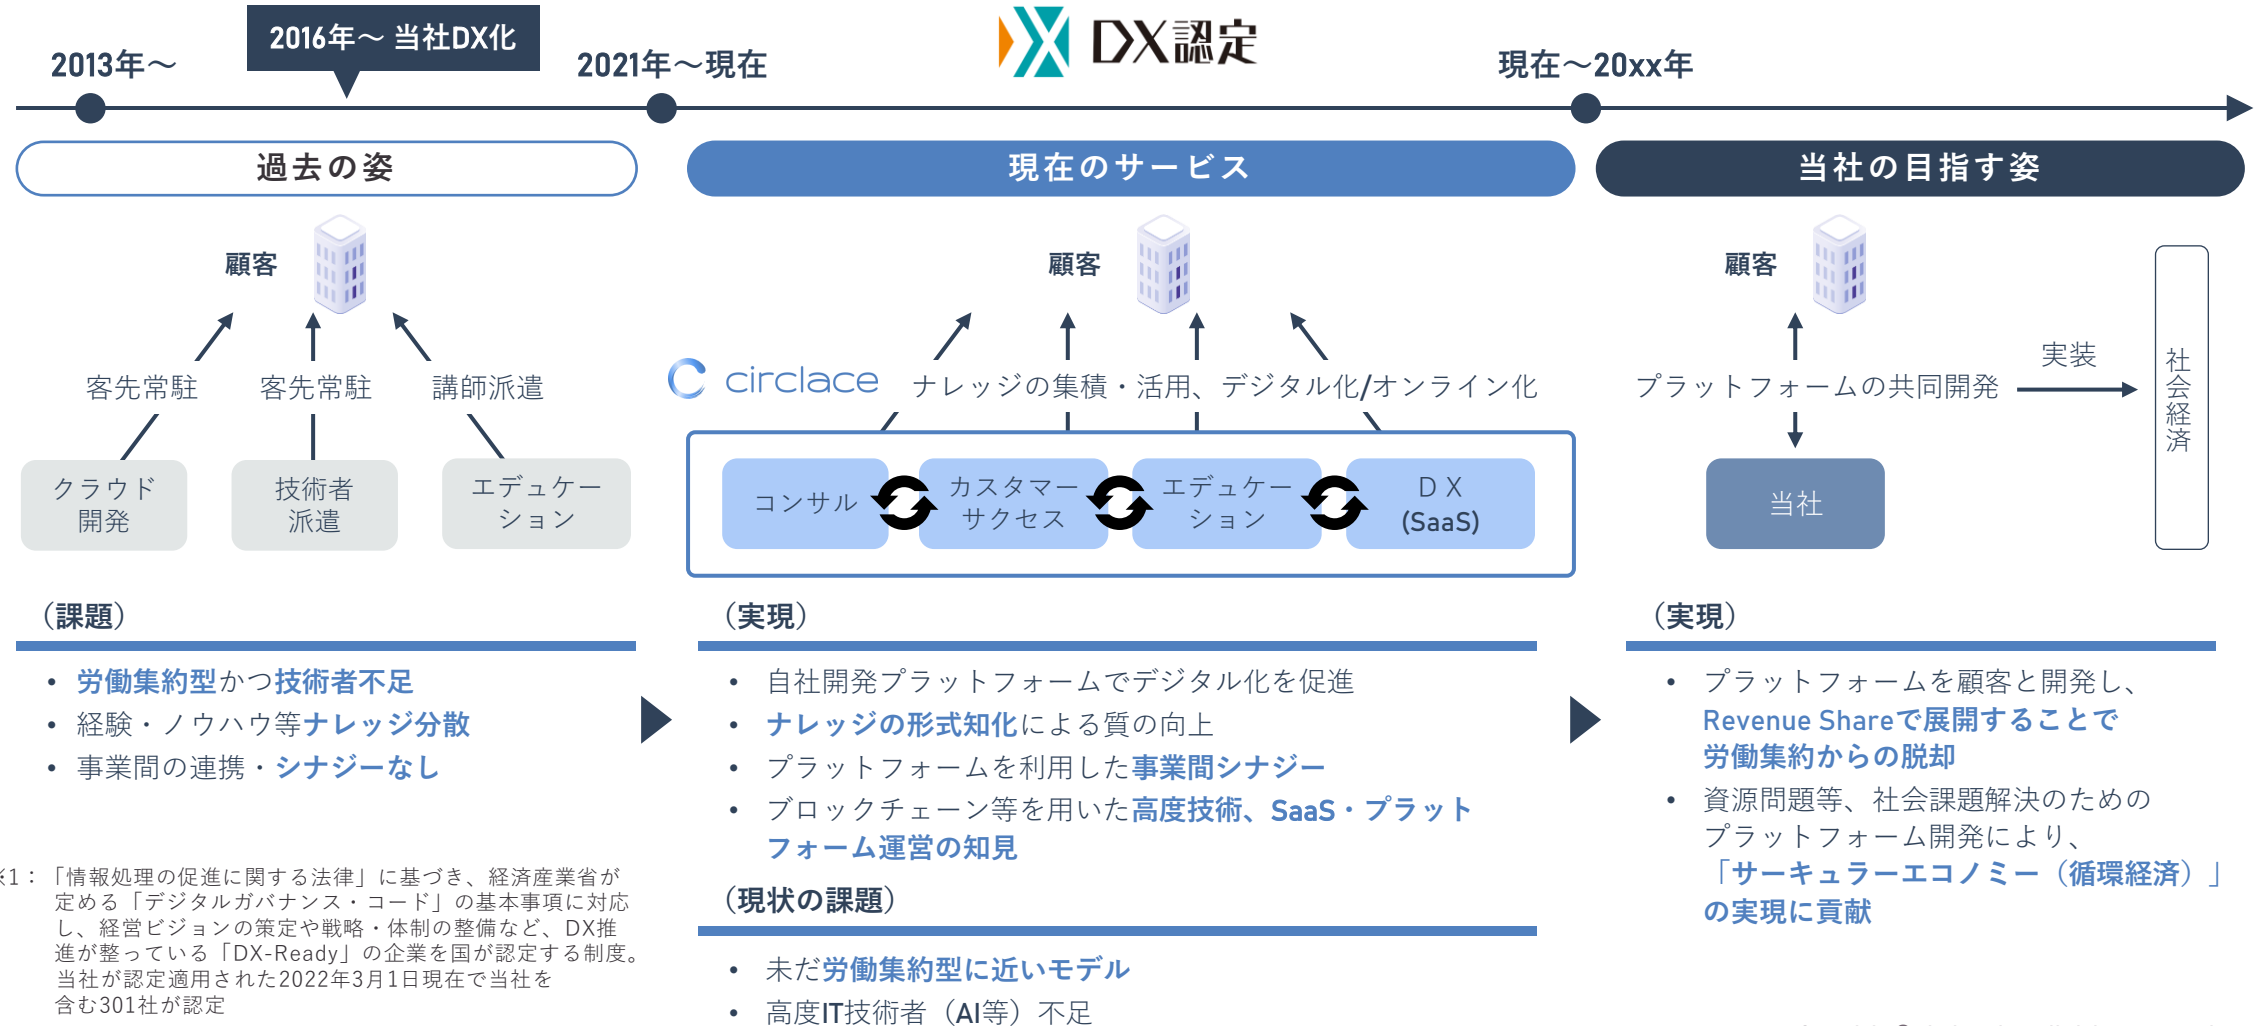 2013年～
2016年～ 当社DX化
2021年～現在
DX認定
現在～20xx年
過去の姿
現在のサービス
当社の目指す姿
顧客
客先常駐
客先常駐
講師派遣
クラウド
開発
技術者
派遣
エデュケー
ション
顧客
circlace
ナレッジの集積・活用、デジタル化/オンライン化
コンサル
カスタマー
サクセス
エデュケー
ション
ＤＸ
(SaaS)
顧客
プラットフォームの共同開発
実装
社会経済
当社
（課題）
• 労働集約型かつ技術者不足
• 経験・ノウハウ等ナレッジ分散
• 事業間の連携・シナジーなし
※1：「情報処理の促進に関する法律」に基づき、経済産業省が
定める「デジタルガバナンス・コード」の基本事項に対応
し、経営ビジョンの策定や戦略・体制の整備など、DX推
進が整っている「DX-Ready」の企業を国が認定する制度。
当社が認定適用された2022年3月1日現在で当社を
含む301社が認定
（実現）
• 自社開発プラットフォームでデジタル化を促進
• ナレッジの形式知化による質の向上
• プラットフォームを利用した事業間シナジー
• ブロックチェーン等を用いた高度技術、SaaS・プラット
フォーム運営の知見
（現状の課題）
• 未だ労働集約型に近いモデル
• 高度IT技術者（AI等）不足
（実現）
• プラットフォームを顧客と開発し、
Revenue Shareで展開することで
労働集約からの脱却
• 資源問題等、社会課題解決のための
プラットフォーム開発により、
「サーキュラーエコノミー（循環経済）」
の実現に貢献